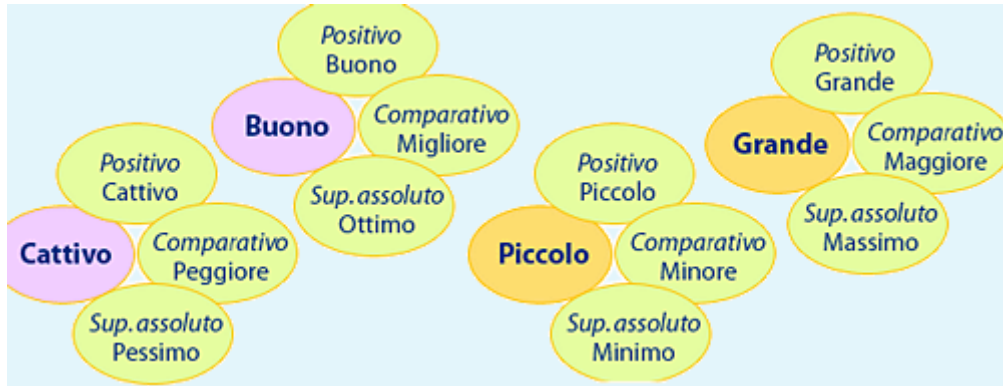 Positivo
Buono
Buono
Comparativo
Migliore
Sup. assoluto
Ottimo
Positivo
Cattivo
Cattivo
Comparativo
Peggiore
Sup. assoluto
Pessimo
Positivo
Grande
Grande
Comparativo
Maggiore
Sup. assoluto
Massimo
Positivo
Piccolo
Piccolo
Comparativo
Minore
Sup. assoluto
Minimo